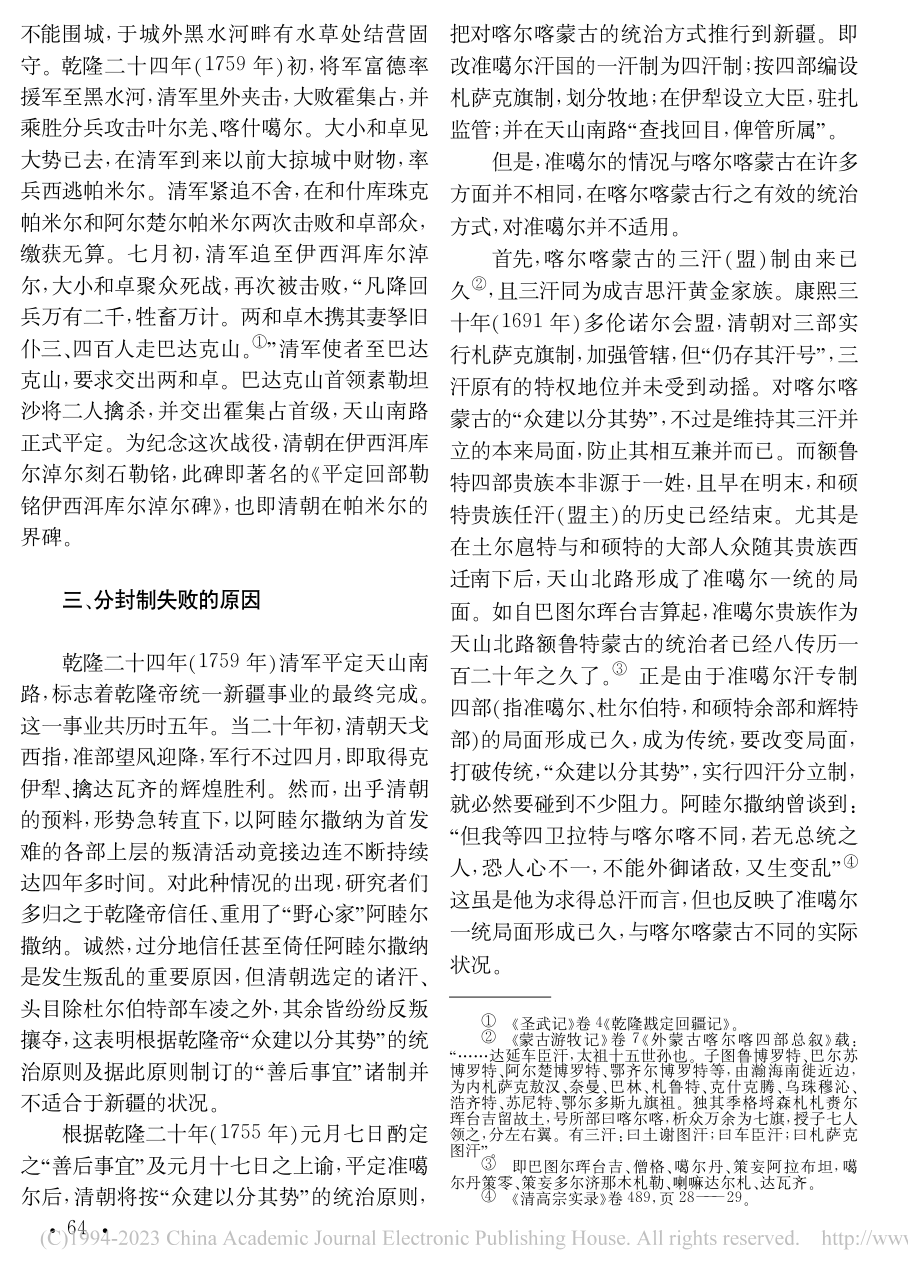 不能围城,于城外黑水河畔有水草处结营固
守。乾隆二十四年(1759 年)初,将军富德率
援军至黑水河,清军里外夹击,大败霍集占,并
乘胜分兵攻击叶尔羌、喀什噶尔。大小和卓见
大势已去,在清军到来以前大掠城中财物,率
兵西逃帕米尔。清军紧追不舍,在和什库珠克
帕米尔和阿尔楚尔帕米尔两次击败和卓部众,
缴获无算。七月初,清军追至伊西洱库尔淖
尔,大小和卓聚众死战,再次被击败,“凡降回
兵万有二千,牲畜万计。两和卓木携其妻孥旧
仆三、四百人走巴达克山。①”清军使者至巴达
克山,要求交出两和卓。巴达克山首领素勒坦
沙将二人擒杀,并交出霍集占首级,天山南路
正式平定。为纪念这次战役,清朝在伊西洱库
尔淖尔刻石勒铭,此碑即著名的《平定回部勒
铭伊西洱库尔淖尔碑》,也即清朝在帕米尔的
界碑。
三、分封制失败的原因
乾隆二十四年(1759 年)清军平定天山南
路,标志着乾隆帝统一新疆事业的最终完成。
这一事业共历时五年。当二十年初,清朝天戈
西指,准部望风迎降,军行不过四月,即取得克
伊犁、擒达瓦齐的辉煌胜利。然而,出乎清朝
的预料,形势急转直下,以阿睦尔撒纳为首发
难的各部上层的叛清活动竟接边连不断持续
达四年多时间。对此种情况的出现,研究者们
多归之于乾隆帝信任、重用了“野心家”阿睦尔
撒纳。诚然,过分地信任甚至倚任阿睦尔撒纳
是发生叛乱的重要原因,但清朝选定的诸汗、
头目除杜尔伯特部车凌之外,其余皆纷纷反叛
攘夺,这表明根据乾隆帝“众建以分其势”的统
治原则及据此原则制订的“善后事宜”诸制并
不适合于新疆的状况。
根据乾隆二十年(1755 年)元月七日酌定
之“善后事宜”及元月十七日之上谕,平定准噶
尔后,清朝将按“众建以分其势”的统治原则,
把对喀尔喀蒙古的统治方式推行到新疆。即
改准噶尔汗国的一汗制为四汗制;按四部编设
札萨克旗制,划分牧地;在伊犁设立大臣,驻扎
监管;并在天山南路“查找回目,俾管所属”。
但是,准噶尔的情况与喀尔喀蒙古在许多
方面并不相同,在喀尔喀蒙古行之有效的统治
方式,对准噶尔并不适用。
首先,喀尔喀蒙古的三汗(盟)制由来已
久②,且三汗同为成吉思汗黄金家族。康熙三
十年(1691 年)多伦诺尔会盟,清朝对三部实
行札萨克旗制,加强管辖,但“仍存其汗号”,三
汗原有的特权地位并未受到动摇。对喀尔喀
蒙古的“众建以分其势”,不过是维持其三汗并
立的本来局面,防止其相互兼并而已。而额鲁
特四部贵族本非源于一姓,且早在明末,和硕
特贵族任汗(盟主)的历史已经结束。尤其是
在土尔扈特与和硕特的大部人众随其贵族西
迁南下后,天山北路形成了准噶尔一统的局
面。如自巴图尔珲台吉算起,准噶尔贵族作为
天山北路额鲁特蒙古的统治者已经八传历一
百二十年之久了。③ 正是由于准噶尔汗专制
四部(指准噶尔、杜尔伯特,和硕特余部和辉特
部)的局面形成已久,成为传统,要改变局面,
打破传统,“众建以分其势”,实行四汗分立制,
就必然要碰到不少阻力。阿睦尔撒纳曾谈到:
“但我等四卫拉特与喀尔喀不同,若无总统之
人,恐人心不一,不能外御诸敌,又生变乱”④
这虽是他为求得总汗而言,但也反映了准噶尔
一统局面形成已久,与喀尔喀蒙古不同的实际
状况。
① 《圣武记》卷 4《乾隆戡定回疆记》。
② 《蒙古游牧记》卷 7《外蒙古喀尔喀四部总叙》载:
“……达延车臣汗,太祖十五世孙也。子图鲁博罗特、巴尔苏
博罗特、阿尔楚博罗特、鄂齐尔博罗特等,由瀚海南徙近边,
为内札萨克敖汉、奈曼、巴林、札鲁特、克什克腾、乌珠穆沁、
浩齐特、苏尼特、鄂尔多斯九旗祖。独其季格埒森札札赉尔
珲台吉留故土,号所部曰喀尔喀,析众万余为七旗,授子七人
领之,分左右翼。有三汗:曰土谢图汗;曰车臣汗;曰札萨克
图汗”。
③ 即巴图尔珲台吉、僧格、噶尔丹、策妄阿拉布坦,噶
尔丹策零、策妄多尔济那木札勒、喇嘛达尔札、达瓦齐。
④ 《清高宗实录》卷 489,页 28——29。
• 64 •
(C)1994-2023 China Academic Journal Electronic Publishing House. All rights reserved. http://www